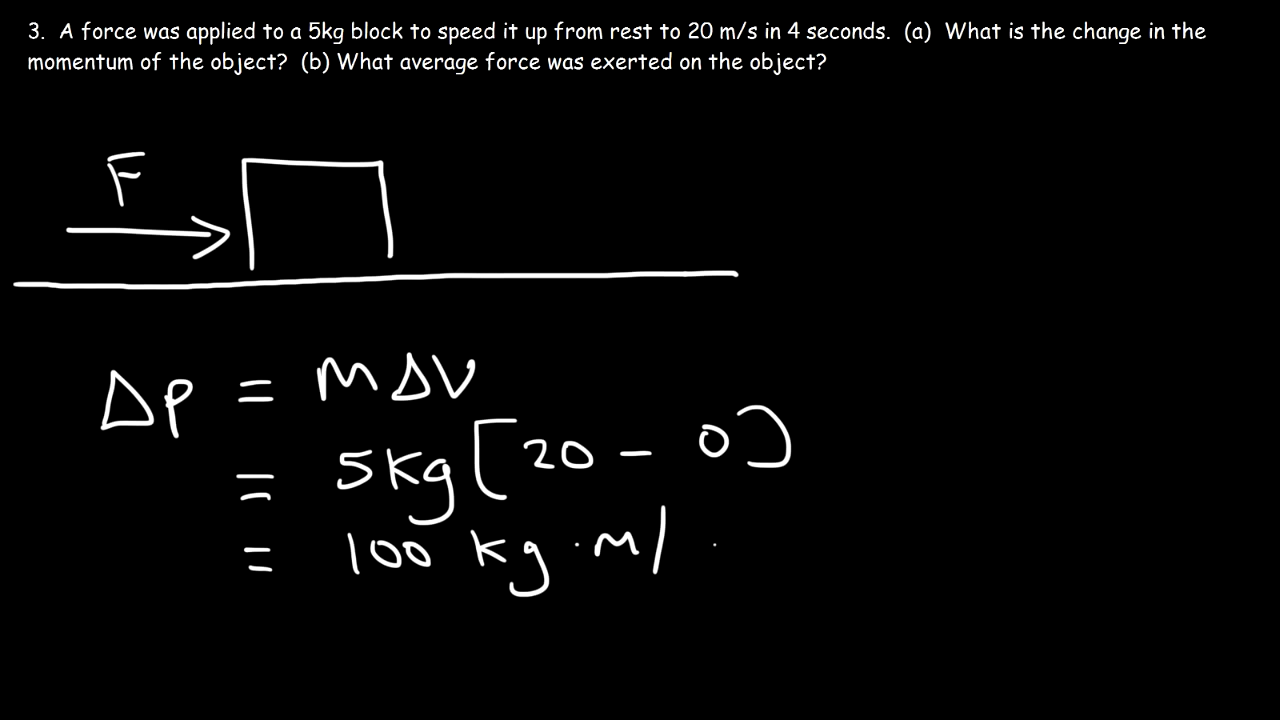 3. A force was applied to a 5kg block to speed it up from rest to 20 m/s in 4 seconds. (a) What is the change in the
momentum of the object? (b) What average force was exerted on the object?
F
Δp = MΔV
= 5kg[20 - 0]
= 100 kg·M/